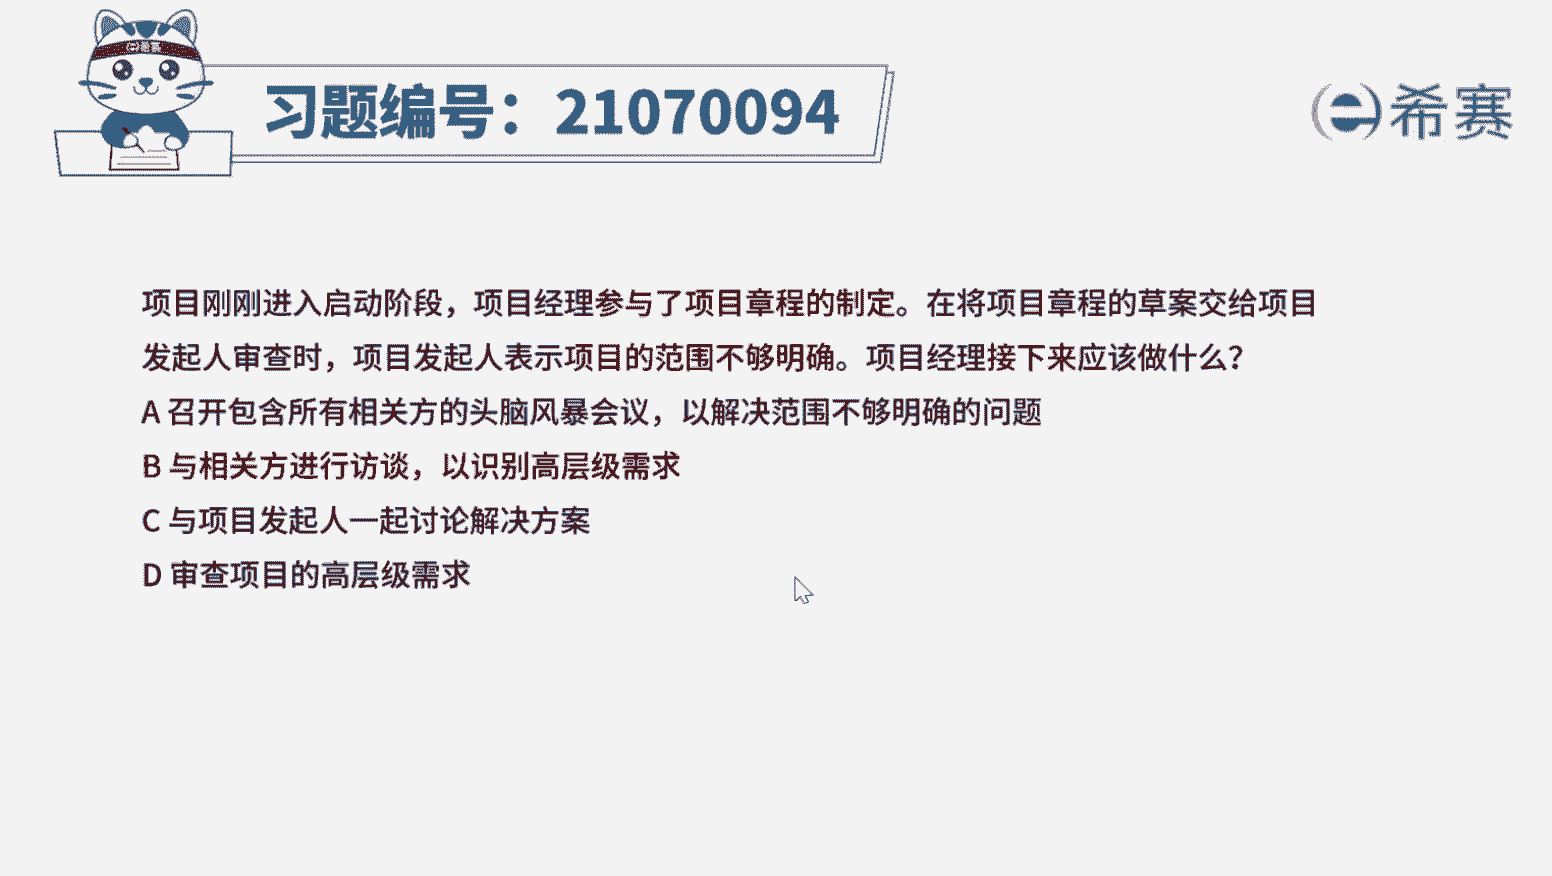 希赛
习题编号：21070094
希赛
项目刚刚进入启动阶段，项目经理参与了项目章程的制定。在将项目章程的草案交给项目
发起人审查时，项目发起人表示项目的范围不够明确。项目经理接下来应该做什么？
A 召开包含所有相关方的头脑风暴会议，以解决范围不够明确的问题
B 与相关方进行访谈，以识别高层级需求
C 与项目发起人一起讨论解决方案
D 审查项目的高层级需求